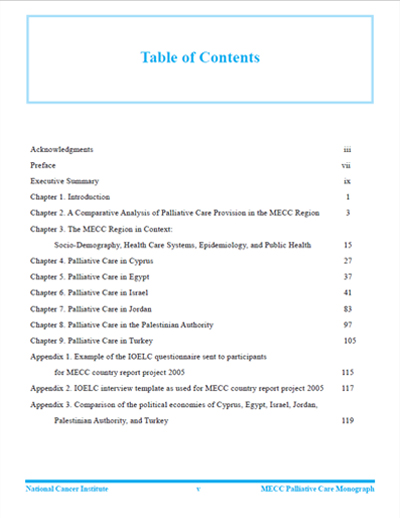 Table of Contents
Acknowledgments iii
Preface vii
Executive Summary ix
Chapter 1. Introduction 1
Chapter 2. A Comparative Analysis of Palliative Care Provision in the MECC Region 3
Chapter 3. The MECC Region in Context:
Socio-Demography, Health Care Systems, Epidemiology, and Public Health 15
Chapter 4. Palliative Care in Cyprus 27
Chapter 5. Palliative Care in Egypt 37
Chapter 6. Palliative Care in Israel 41
Chapter 7. Palliative Care in Jordan 83
Chapter 8. Palliative Care in the Palestinian Authority 97
Chapter 9. Palliative Care in Turkey 105
Appendix 1. Example of the IOELC questionnaire sent to participants
for MECC country report project 2005 115
Appendix 2. IOELC interview template as used for MECC country report project 2005 117
Appendix 3. Comparison of the political economies of Cyprus, Egypt, Israel, Jordan,
Palestinian Authority, and Turkey 119
National Cancer Institute v MECC Palliative Care Monograph